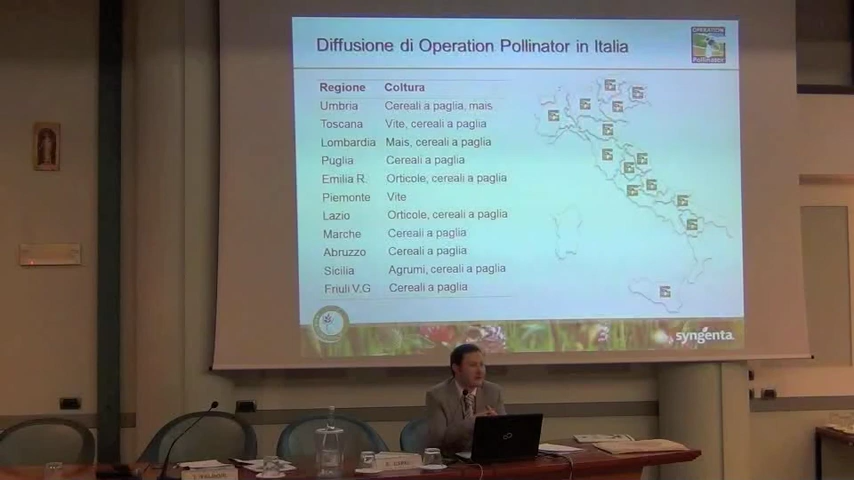 Diffusione di Operation Pollinator in Italia
OPERATION
Pollinator
Regione Coltura
Umbria Cereali a paglia, mais
Toscana Vite, cereali a paglia
Lombardia Mais, cereali a paglia
Puglia Cereali a paglia
Emilia R. Orticole, cereali a paglia
Piemonte Vite
Lazio Orticole, cereali a paglia
Marche Cereali a paglia
Abruzzo Cereali a paglia
Sicilia Agrumi, cereali a paglia
Friuli V.G Cereali a paglia
syngenta